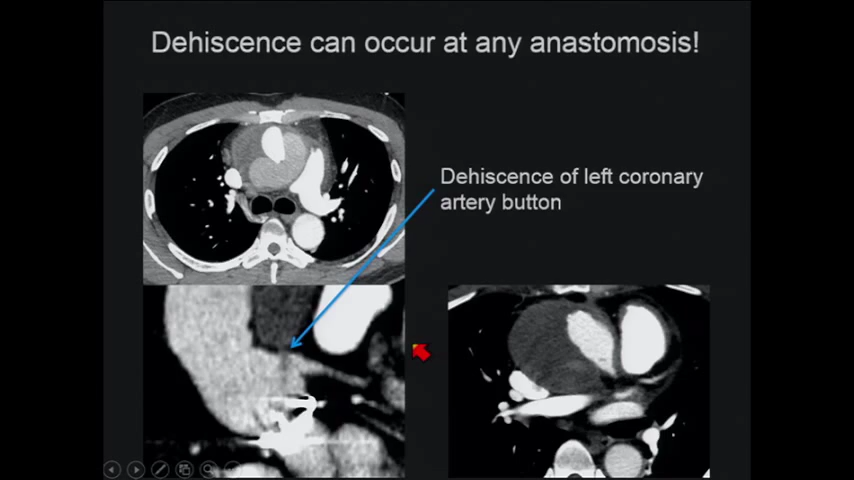 Dehiscence can occur at any anastomosis!
Dehiscence of left coronary
artery button